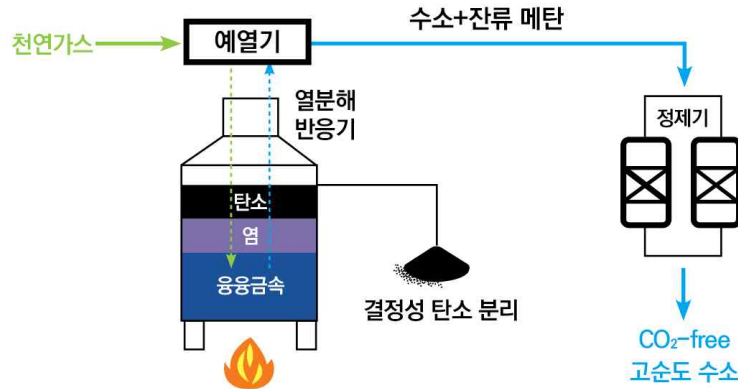 수소+잔류 메탄
천연가스
예열기
열분해
반응기
정제기
탄소
염
용융금속
결정성 탄소 분리
CO₂-free
고순도 수소